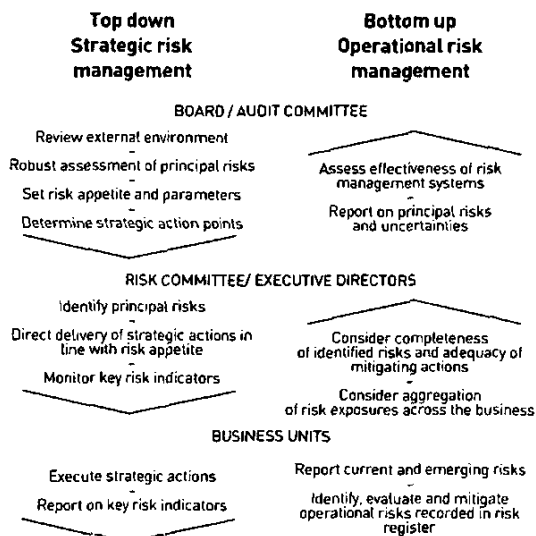 Top down
Strategic risk
management
Bottom up
Operational risk
management
BOARD / AUDIT COMMITTEE
Review external environment
Robust assessment of principal risks
Set risk appetite and parameters
Determine strategic action points
Assess effectiveness of risk
management systems
Report on principal risks
and uncertainties
RISK COMMITTEE/ EXECUTIVE DIRECTORS
Identify principal risks
Direct delivery of strategic actions in
line with risk appetite
Monitor key risk indicators
Consider completeness
of identified risks and adequacy of
mitigating actions
Consider aggregation
of risk exposures across the business
BUSINESS UNITS
Execute strategic actions
Report on key risk indicators
Report current and emerging risks
Identify, evaluate and mitigate
operational risks recorded in risk
register